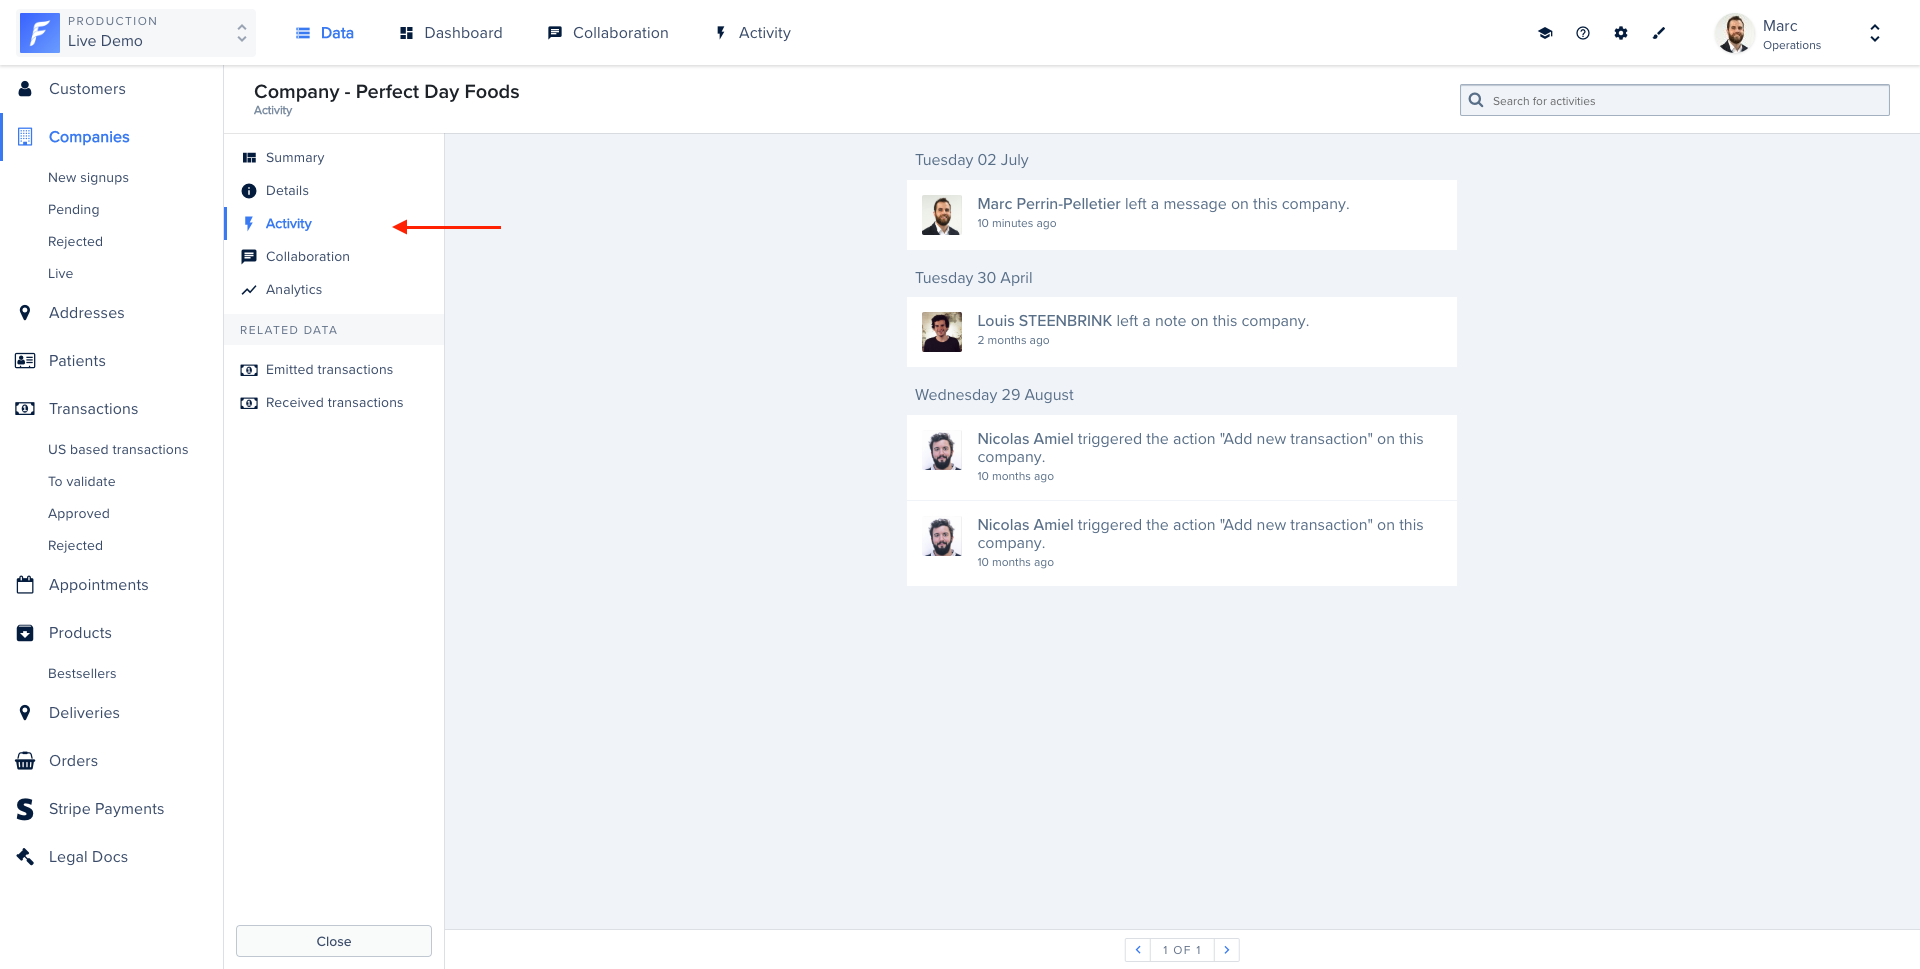 PRODUCTION
Live Demo
Data
Dashboard
Collaboration
Activity
Marc
Operations
Customers
Companies
New signups
Pending
Rejected
Live
Addresses
Patients
Transactions
US based transactions
To validate
Approved
Rejected
Appointments
Products
Bestsellers
Deliveries
Orders
Stripe Payments
Legal Docs
Company - Perfect Day Foods
Activity
Search for activities
Summary
Details
Activity
Collaboration
Analytics
RELATED DATA
Emitted transactions
Received transactions
Close
Tuesday 02 July
Marc Perrin-Pelletier left a message on this company.
10 minutes ago
Tuesday 30 April
Louis STEENBRINK left a note on this company.
2 months ago
Wednesday 29 August
Nicolas Amiel triggered the action "Add new transaction" on this
company.
10 months ago
Nicolas Amiel triggered the action "Add new transaction" on this
company.
10 months ago
1 OF 1